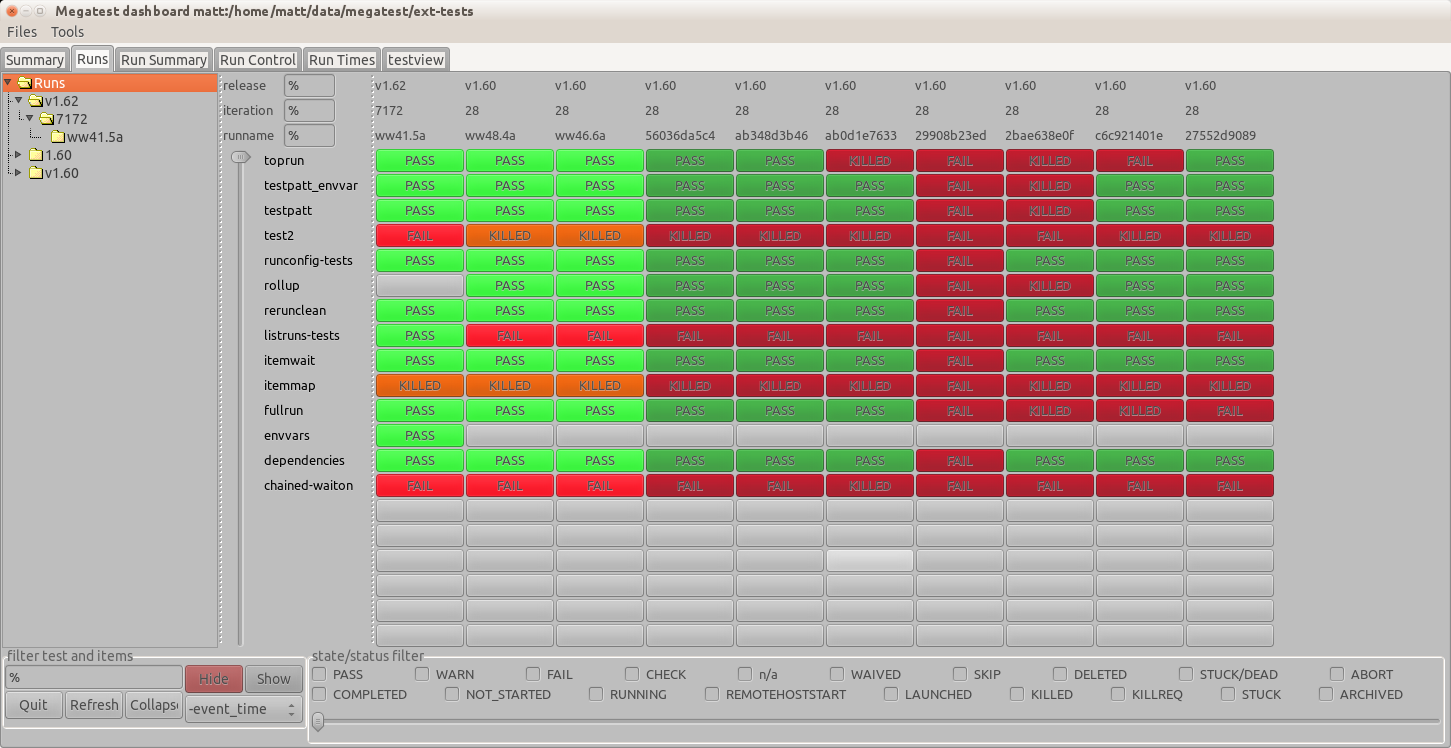 Megatest dashboard matt:/home/matt/data/megatest/ext-tests
Files Tools
Summary Runs Run Summary Run Control Run Times testview
Runs
v1.62
7172
ww41.5a
1.60
v1.60
release % v1.62 v1.60 v1.60 v1.60 v1.60 v1.60 v1.60 v1.60 v1.60 v1.60
iteration % 7172 28 28 28 28 28 28 28 28 28
runname % ww41.5a ww48.4a ww46.6a 56036da5c4 ab348d3b46 ab0d1e7633 29908b23ed 2bae638e0f c6c921401e 27552d9089
toprun PASS PASS PASS PASS PASS KILLED FAIL KILLED FAIL PASS
testpatt_envvar PASS PASS PASS PASS PASS PASS FAIL KILLED PASS PASS
testpatt PASS PASS PASS PASS PASS PASS FAIL KILLED PASS PASS
test2 FAIL KILLED KILLED KILLED KILLED KILLED FAIL FAIL KILLED KILLED
runconfig-tests PASS PASS PASS PASS PASS PASS FAIL PASS PASS PASS
rollup PASS PASS PASS PASS PASS FAIL KILLED PASS PASS
rerunclean PASS PASS PASS PASS PASS PASS FAIL PASS PASS PASS
listruns-tests PASS FAIL FAIL FAIL FAIL FAIL FAIL FAIL FAIL FAIL
itemwait PASS PASS PASS PASS PASS PASS FAIL PASS PASS PASS
itemmap KILLED KILLED KILLED KILLED KILLED KILLED FAIL KILLED KILLED KILLED
fullrun PASS PASS PASS PASS PASS PASS FAIL KILLED KILLED FAIL
envvars PASS
dependencies PASS PASS PASS PASS PASS PASS FAIL PASS PASS PASS
chained-waiton FAIL FAIL FAIL FAIL FAIL KILLED FAIL FAIL FAIL FAIL
filter test and items
%
Hide Show
Quit Refresh Collaps -event_time
state/status filter
PASS WARN FAIL CHECK n/a WAIVED SKIP DELETED STUCK/DEAD ABORT
COMPLETED NOT_STARTED RUNNING REMOTEHOSTSTART LAUNCHED KILLED KILLREQ STUCK ARCHIVED